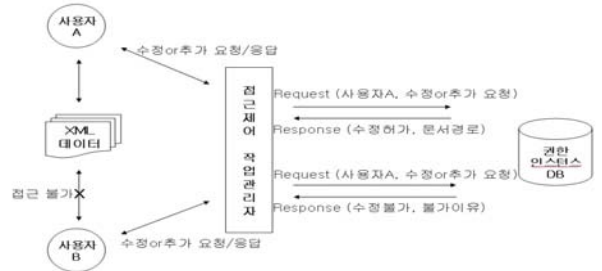 사용자
A
수정or추가 요청/응답
XML
데이터
접근 불가X
사용자
B
수정or추가 요청/응답
접근제어 작업관리자
Request (사용자A, 수정or추가 요청)
Response (수정허가, 문서경로)
Request (사용자A, 수정or추가 요청)
Response (수정불가, 불가이유)
권한
인스턴스
DB